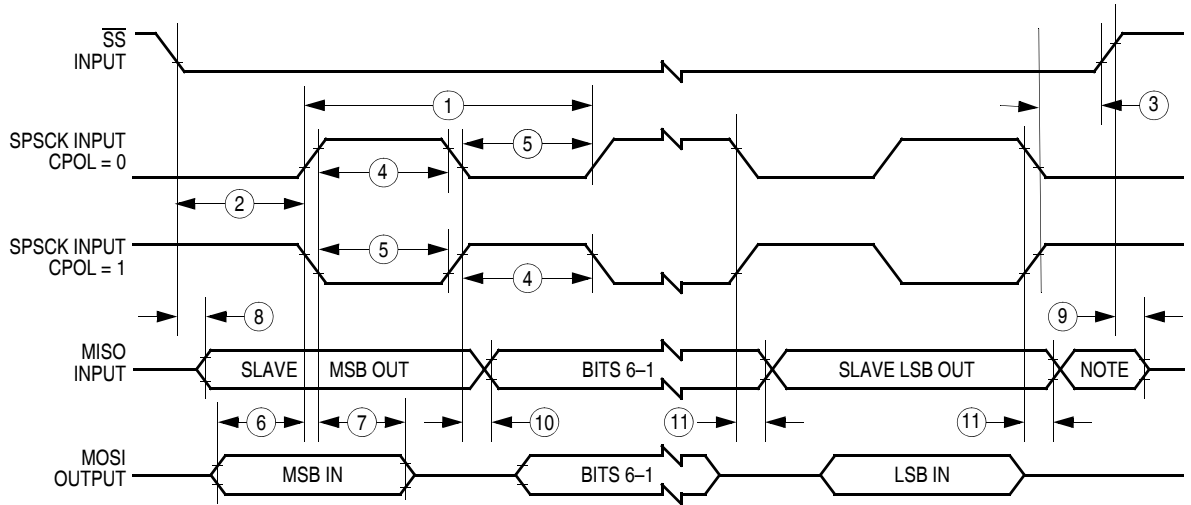 SS
INPUT
1
3
SPSCK INPUT
CPOL = 0
5
4
2
SPSCK INPUT
CPOL = 1
5
4
8
9
MISO
INPUT
SLAVE MSB OUT
BITS 6–1
SLAVE LSB OUT
NOTE
6
7
10
11
11
MOSI
OUTPUT
MSB IN
BITS 6–1
LSB IN